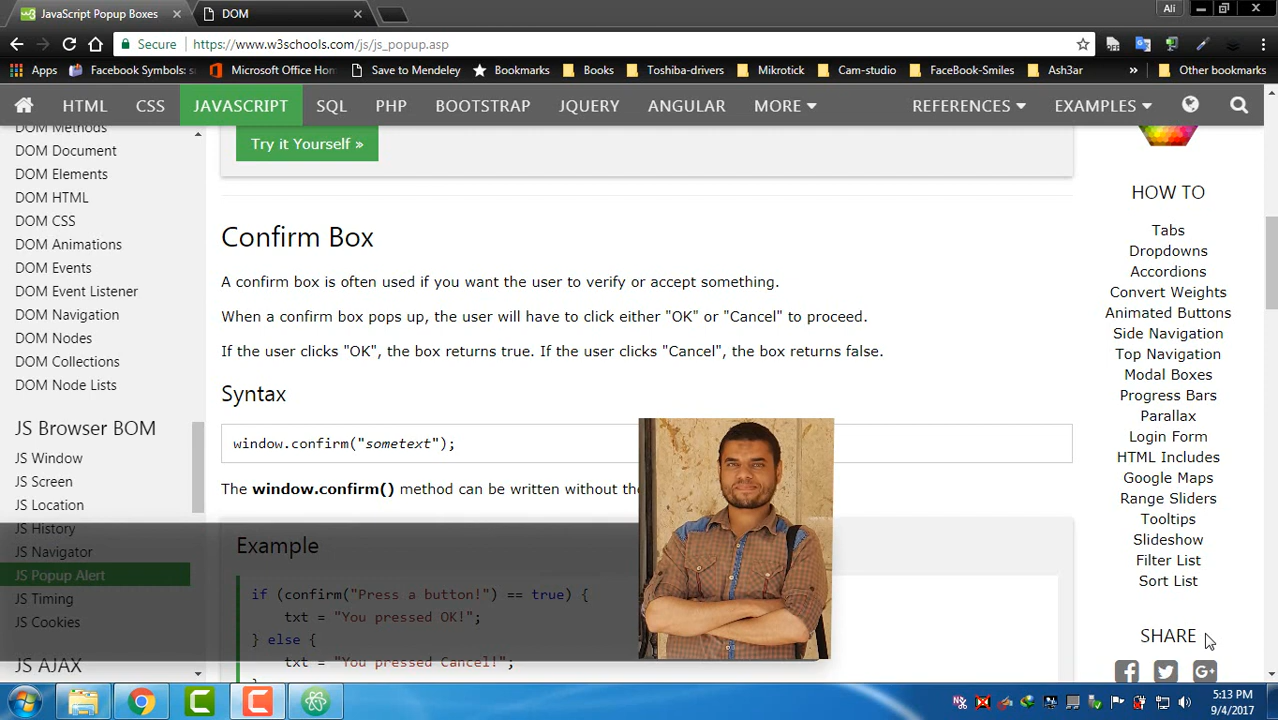 JavaScript Popup Boxes
DOM
Ali
Secure
https://www.w3schools.com/js/js_popup.asp
Apps
Facebook Symbols: s
Microsoft Office Hom
Save to Mendeley
Bookmarks
Books
Toshiba-drivers
Mikrotick
Cam-studio
FaceBook-Smiles
Ash3ar
»
Other bookmarks
HTML
CSS
JAVASCRIPT
SQL
PHP
BOOTSTRAP
JQUERY
ANGULAR
MORE
REFERENCES
EXAMPLES
DOM Methods
DOM Document
DOM Elements
DOM HTML
DOM CSS
DOM Animations
DOM Events
DOM Event Listener
DOM Navigation
DOM Nodes
DOM Collections
DOM Node Lists
JS Browser BOM
JS Window
JS Screen
JS Location
JS History
JS Navigator
JS Popup Alert
JS Timing
JS Cookies
JS AJAX
Try it Yourself »
Confirm Box
A confirm box is often used if you want the user to verify or accept something.
When a confirm box pops up, the user will have to click either "OK" or "Cancel" to proceed.
If the user clicks "OK", the box returns true. If the user clicks "Cancel", the box returns false.
Syntax
window.confirm("sometext");
The window.confirm() method can be written without the
Example
if (confirm("Press a button!") == true) {
txt = "You pressed OK!";
} else {
txt = "You pressed Cancel!";
HOW TO
Tabs
Dropdowns
Accordions
Convert Weights
Animated Buttons
Side Navigation
Top Navigation
Modal Boxes
Progress Bars
Parallax
Login Form
HTML Includes
Google Maps
Range Sliders
Tooltips
Slideshow
Filter List
Sort List
SHARE
5:13 PM
9/4/2017